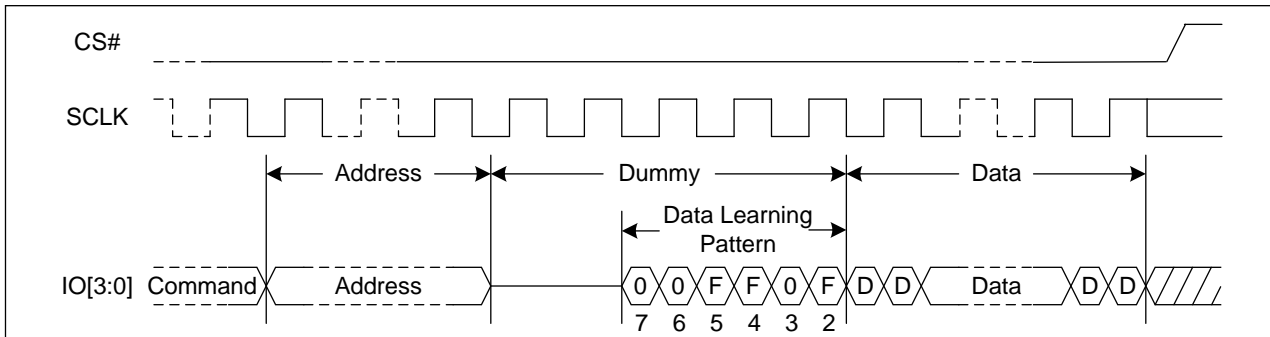 CS#
SCLK
Address Dummy Data
Data Learning
Pattern
IO[3:0] Command Address 0 0 F F 0 F D D Data D D
7 6 5 4 3 2